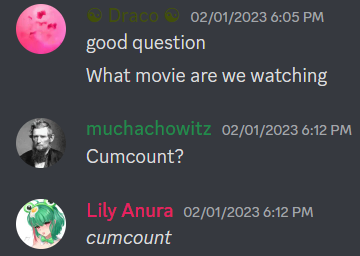 ☯ Draco ☯ 02/01/2023 6:05 PM
good question
What movie are we watching
muchachowitz 02/01/2023 6:12 PM
Cumcount?
Lily Anura 02/01/2023 6:12 PM
cumcount